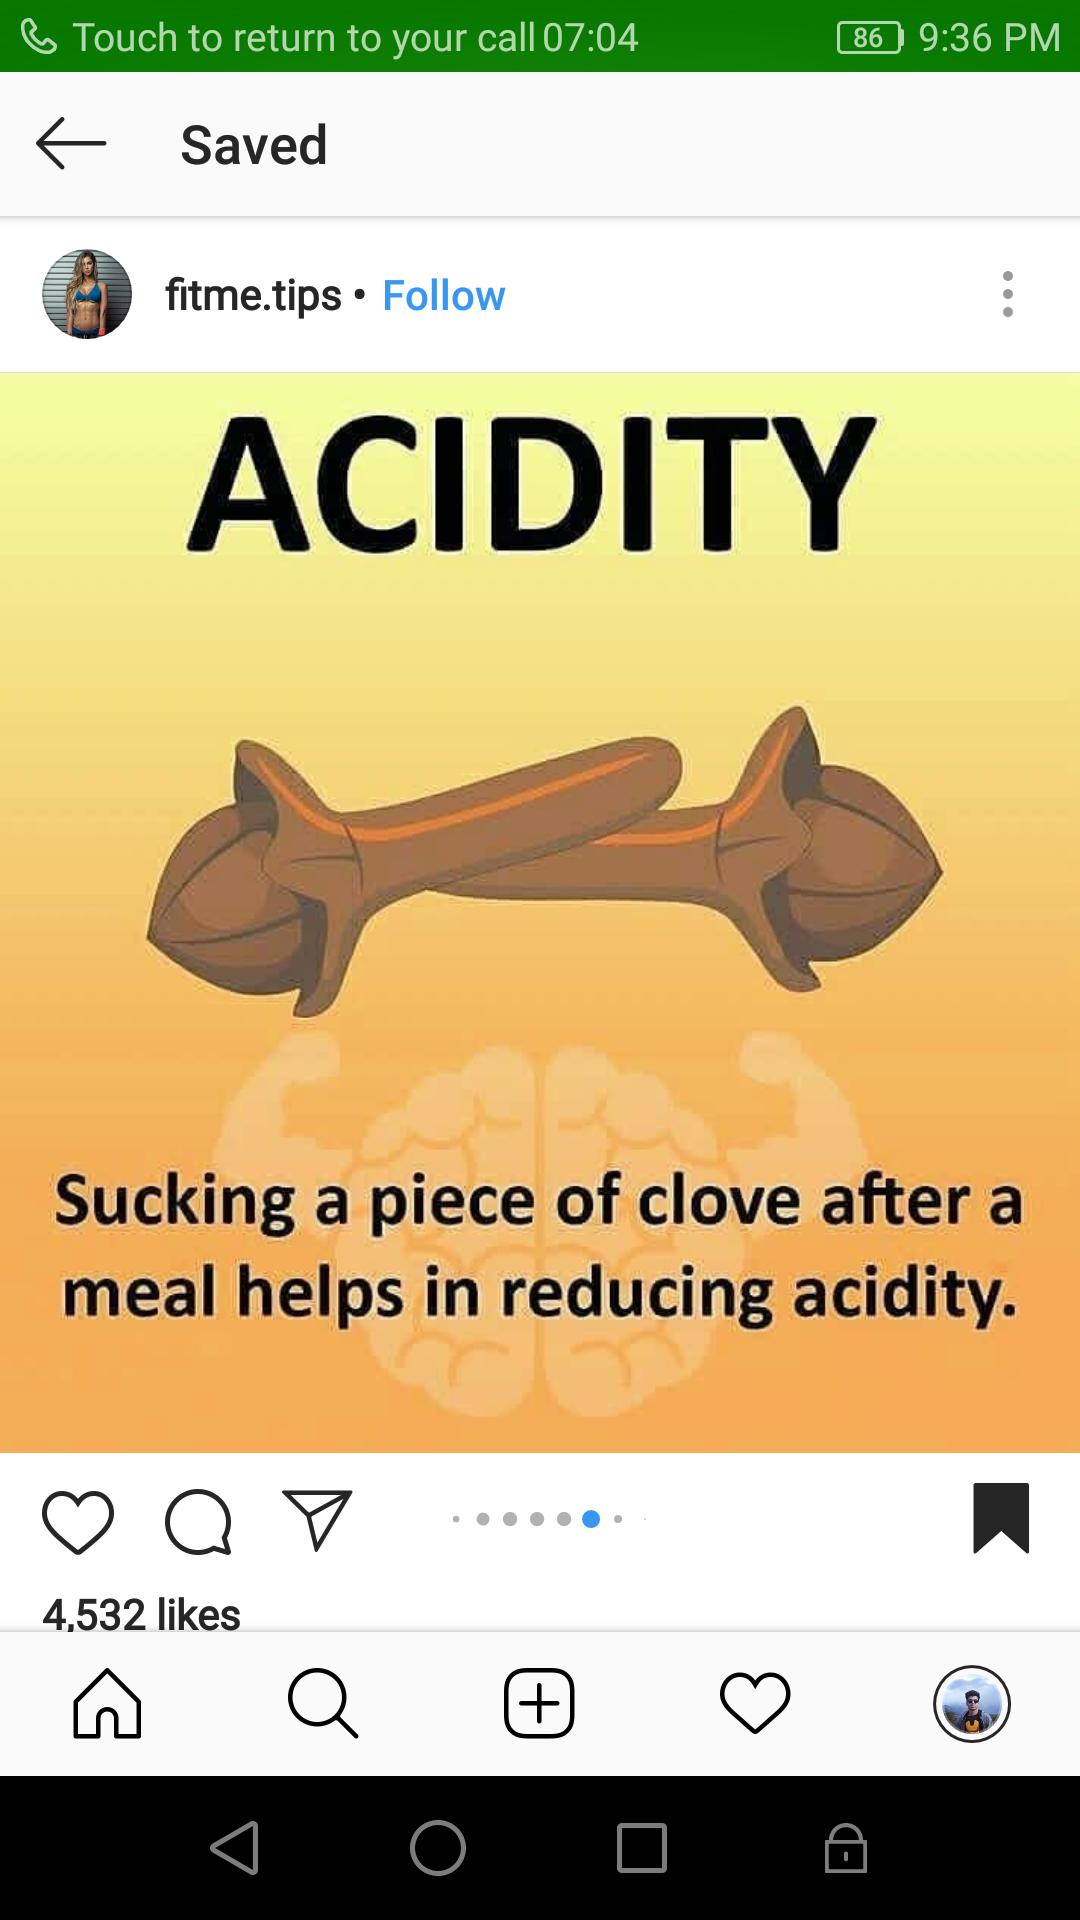 Touch to return to your call 07:04 86 9:36 PM
Saved
fitme.tips • Follow
ACIDITY
Sucking a piece of clove after a
meal helps in reducing acidity.
4,532 likes